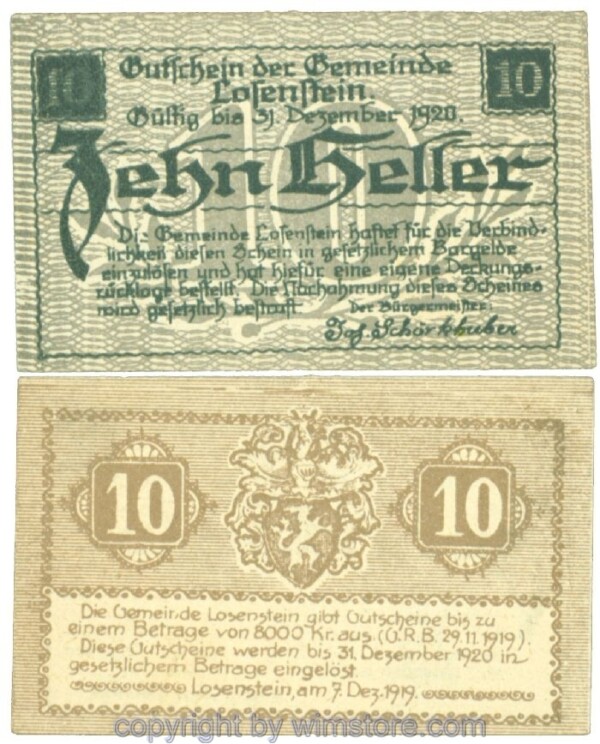 10 10
Gutschein der Gemeinde
Losenstein.
Gültig bis 31. Dezember 1920.
10
Zehn Heller
Die Gemeinde Losenstein haftet für die Verbind-
lichkeit diesen Schein in gesetzlichem Bargelde
einzulösen und hat hiefür eine eigene Deckungs-
rücklage bestellt. Die Nachahmung dieses Scheines
wird gesetzlich bestraft. Der Bürgermeister:
Jos. Schörkhuber
10 10
Die Gemeinde Losenstein gibt Gutscheine bis zu
einem Betrage von 8000 Kr. aus. (G.R.B. 29.11.1919).
Diese Gutscheine werden bis 31. Dezember 1920 in
gesetzlichem Betrage eingelöst.
Losenstein, am 7. Dez. 1919.
copyright by wimstore.com